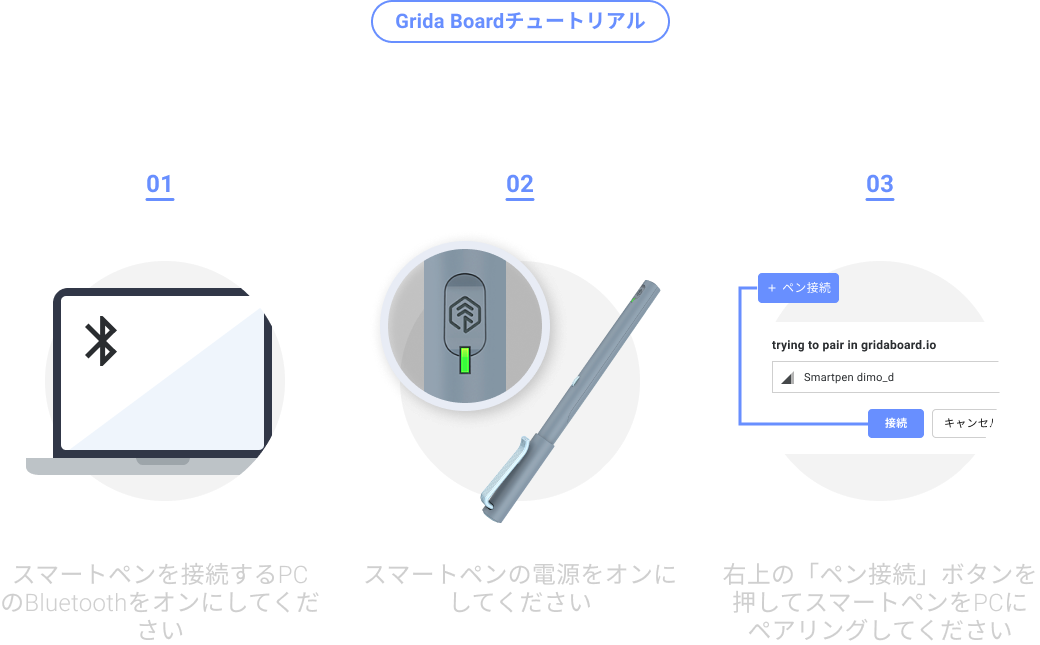 Grida Boardチュートリアル
01
02
03
+ ペン接続
trying to pair in gridaboard.io
Smartpen dimo_d
接続
キャンセル
スマートペンを接続するPC
のBluetoothをオンにしてくだ
さい
スマートペンの電源をオンに
してください
右上の「ペン接続」ボタンを
押してスマートペンをPCに
ペアリングしてください